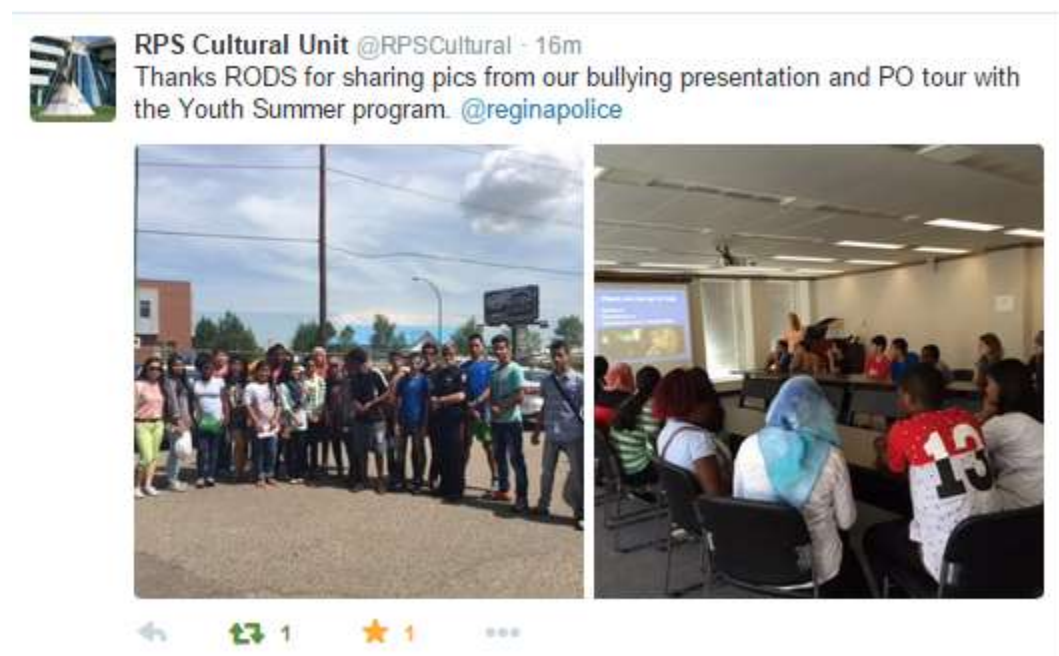 RPS Cultural Unit @RPSCultural · 16m
Thanks RODS for sharing pics from our bullying presentation and PO tour with
the Youth Summer program. @reginapolice
13
1
1